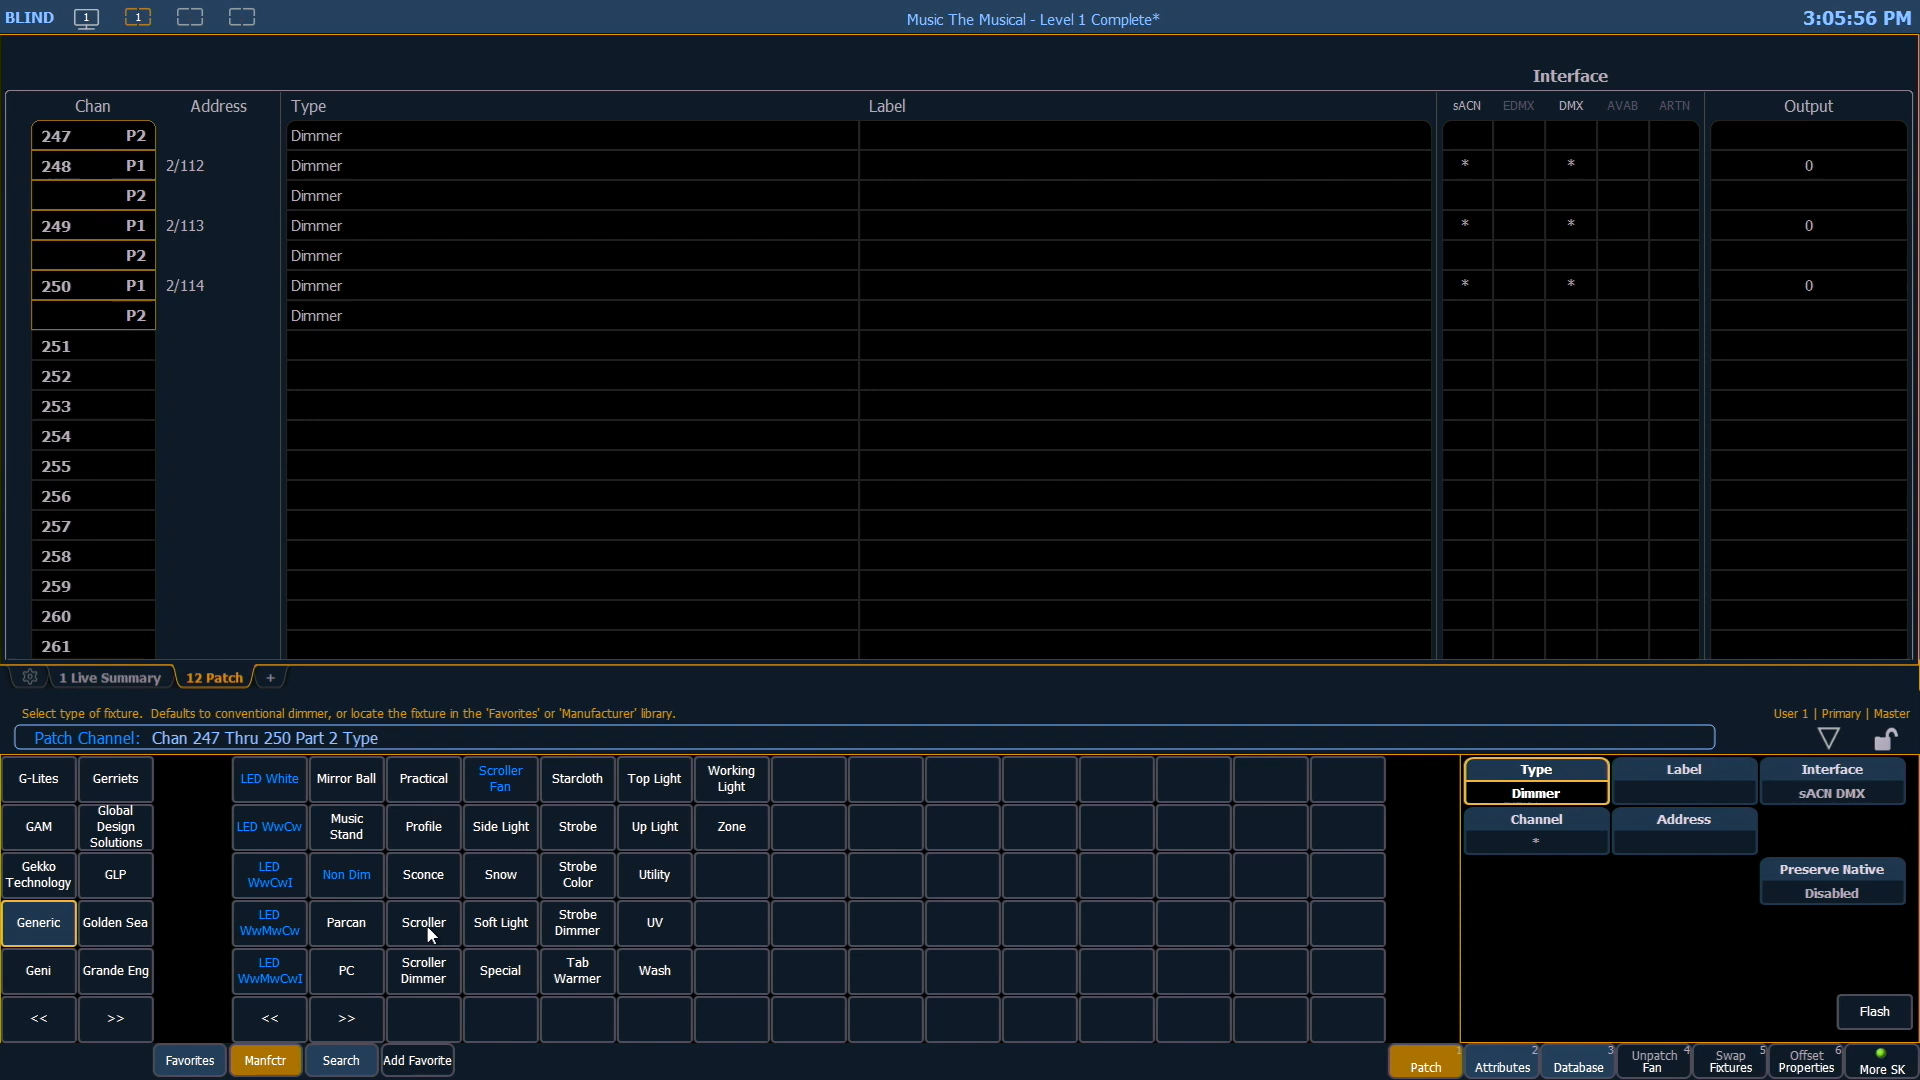 BLIND 1 1 Music The Musical - Level 1 Complete* 3:05:56 PM
Interface
Chan Address Type Label sACN EDMX DMX AVAB ARTN Output
247 P2 Dimmer
248 P1 2/112 Dimmer * * 0
P2 Dimmer
249 P1 2/113 Dimmer * * 0
P2 Dimmer
250 P1 2/114 Dimmer * * 0
P2 Dimmer
251
252
253
254
255
256
257
258
259
260
261
1 Live Summary 12 Patch +
Select type of fixture. Defaults to conventional dimmer, or locate the fixture in the 'Favorites' or 'Manufacturer' library. User 1 | Primary | Master
Patch Channel: Chan 247 Thru 250 Part 2 Type
G-Lites Gerriets LED White Mirror Ball Practical Scroller Fan Starcloth Top Light Working Light
GAM Global Design Solutions LED WwCw Music Stand Profile Side Light Strobe Up Light Zone
Gekko Technology GLP LED WwCwI Non Dim Sconce Snow Strobe Color Utility
Generic Golden Sea LED WwMwCw Parcan Scroller Soft Light Strobe Dimmer UV
Geni Grande Eng LED WwMwCwI PC Scroller Dimmer Special Tab Warmer Wash
<< >> << >>
Type Label Interface
Dimmer sACN DMX
Channel Address
*
Preserve Native
Disabled
Flash
Favorites Manfctr Search Add Favorite
Patch 1 Attributes 2 Database 3 Unpatch Fan 4 Swap Fixtures 5 Offset Properties 6 More SK